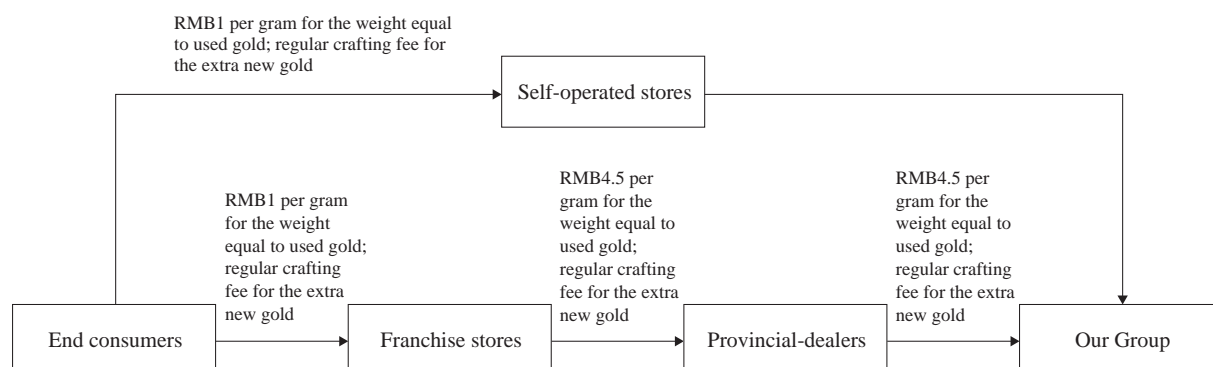 RMB1 per gram for the weight equal
to used gold; regular crafting fee for
the extra new gold
Self-operated stores
RMB1 per gram
for the weight
equal to used gold;
regular crafting
fee for the extra
new gold
RMB4.5 per
gram for the
weight equal to
used gold;
regular crafting
fee for the extra
new gold
RMB4.5 per
gram for the
weight equal to
used gold;
regular crafting
fee for the extra
new gold
End consumers
Franchise stores
Provincial-dealers
Our Group